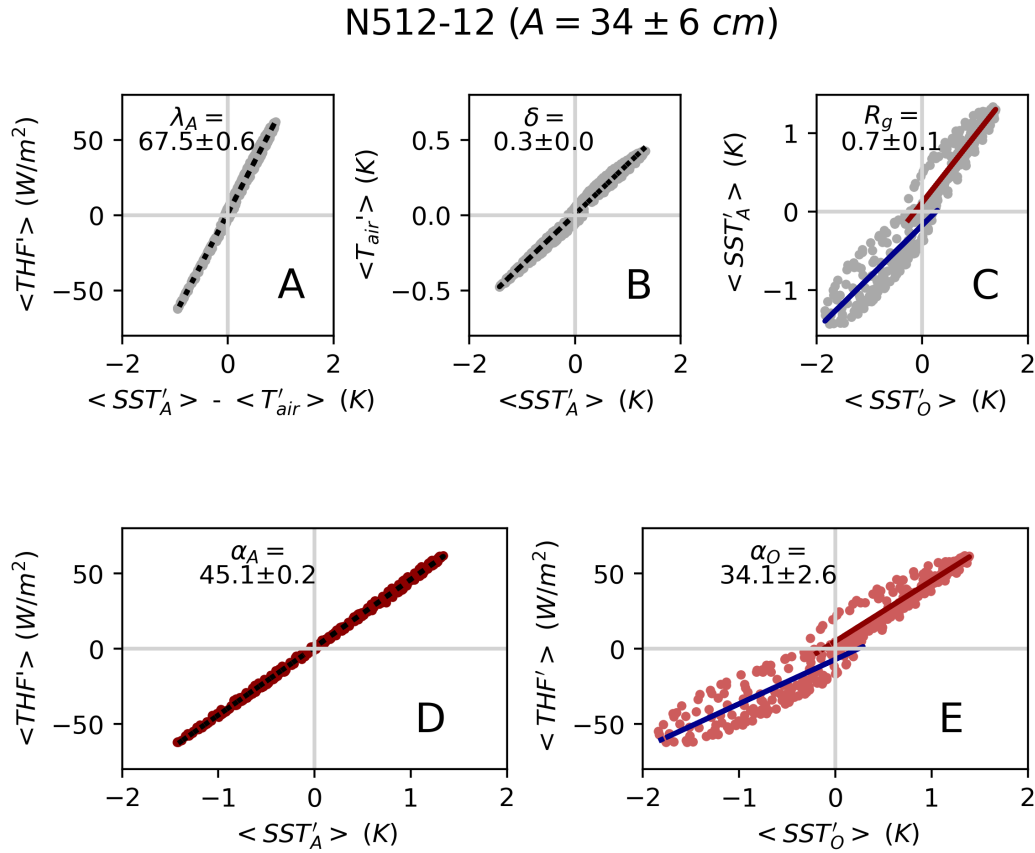 N512-12 (A = 34 ± 6 cm)
<THF'> (W/m²)
50
0
−50
λ_A =
67.5±0.6
A
−2
0
2
< SST′_A > - < T′_air > (K)
<T_air'> (K)
0.5
0.0
−0.5
δ =
0.3±0.0
B
−2
0
2
<SST′_A> (K)
< SST′_A > (K)
1
0
−1
R_g =
0.7±0.1
C
−2
0
2
< SST′_O > (K)
<THF'> (W/m²)
50
0
−50
α_A =
45.1±0.2
D
−2
−1
0
1
2
< SST′_A > (K)
< THF′ > (W/m²)
50
0
−50
α_O =
34.1±2.6
E
−2
−1
0
1
2
< SST′_O > (K)